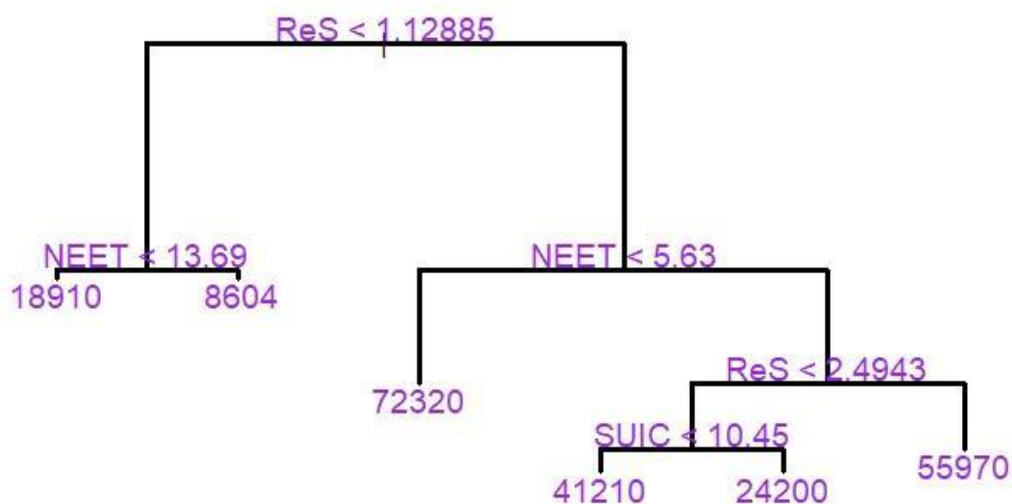 ReS < 1.12885
NEET < 13.69
NEET < 5.63
18910
8604
ReS < 2.4943
72320
SUIC < 10.45
55970
41210
24200